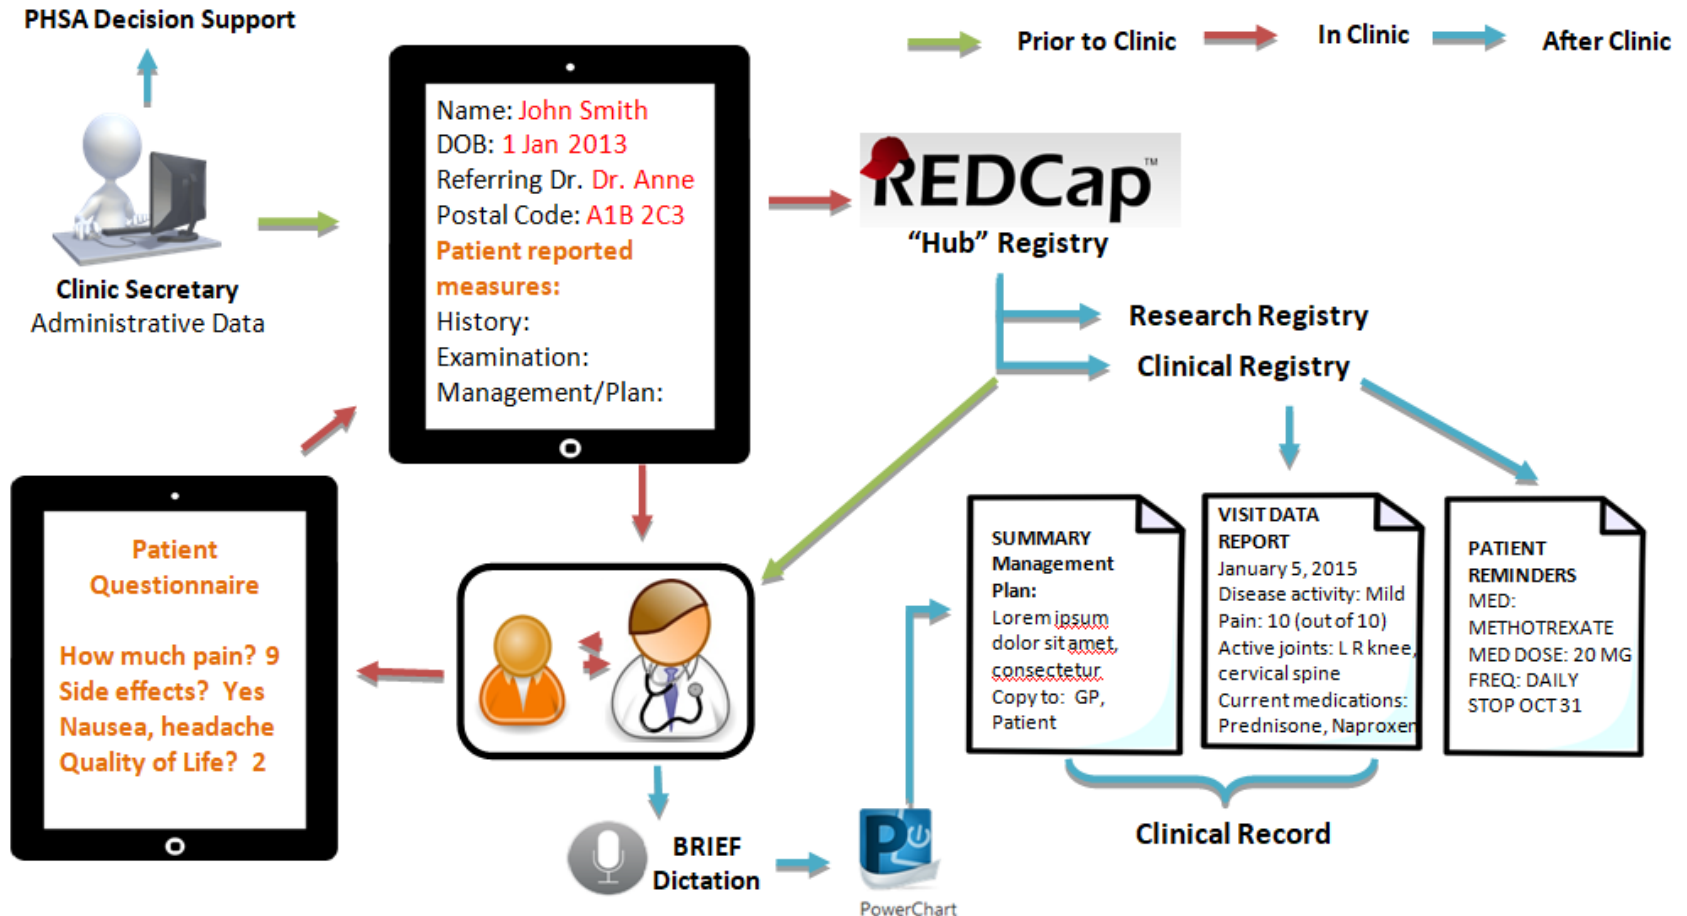 PHSA Decision Support
Prior to Clinic
In Clinic
After Clinic
Name: John Smith
DOB: 1 Jan 2013
Referring Dr. Dr. Anne
Postal Code: A1B 2C3
Patient reported
measures:
History:
Examination:
Management/Plan:
Clinic Secretary
Administrative Data
REDCap™
“Hub” Registry
Research Registry
Clinical Registry
Patient
Questionnaire
How much pain? 9
Side effects? Yes
Nausea, headache
Quality of Life? 2
BRIEF
Dictation
P
PowerChart
SUMMARY
Management
Plan:
Lorem ipsum
dolor sit amet,
consectetur
Copy to: GP,
Patient
VISIT DATA
REPORT
January 5, 2015
Disease activity: Mild
Pain: 10 (out of 10)
Active joints: L R knee,
cervical spine
Current medications:
Prednisone, Naproxen
PATIENT
REMINDERS
MED:
METHOTREXATE
MED DOSE: 20 MG
FREQ: DAILY
STOP OCT 31
Clinical Record